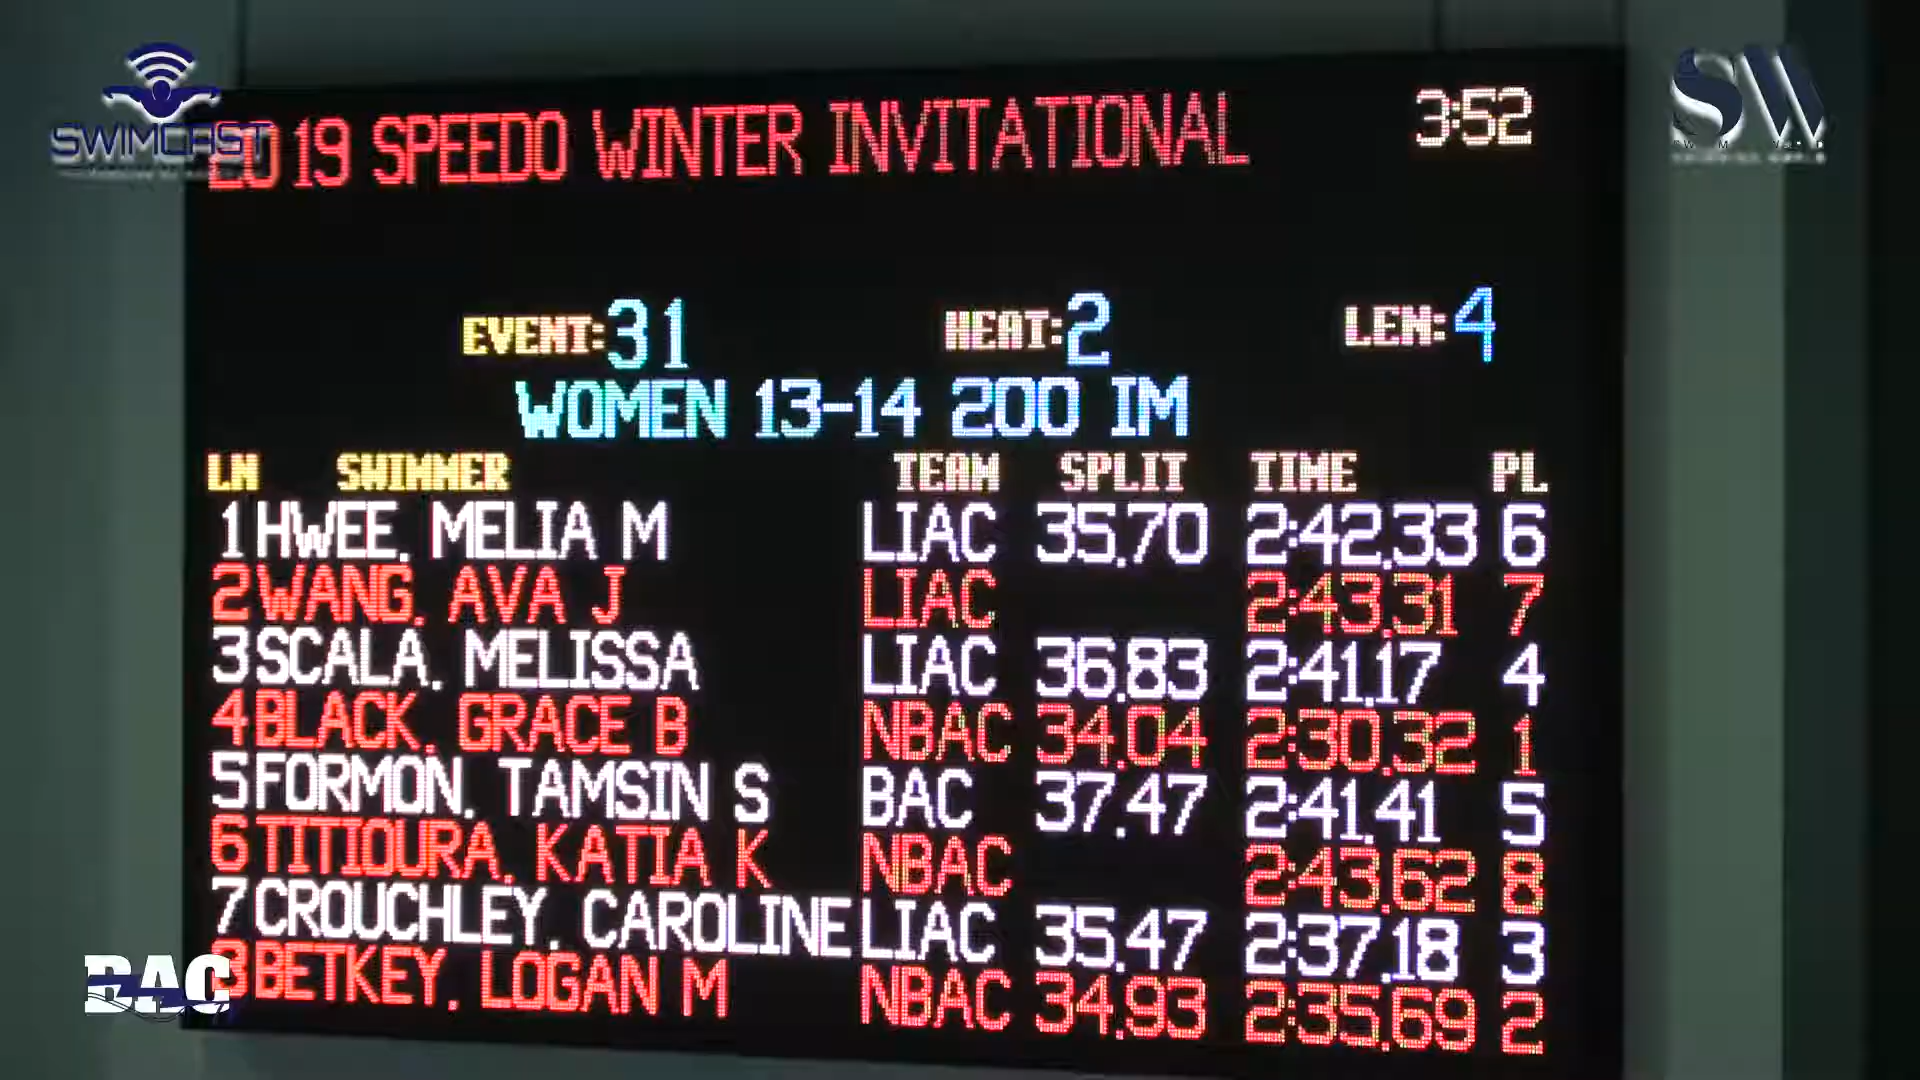 SWIMCAST
SW
2019 SPEEDO WINTER INVITATIONAL 3:52
EVENT:31 HEAT:2 LEN:4
WOMEN 13-14 200 IM
LN SWIMMER TEAM SPLIT TIME PL
1 HWEE, MELIA M LIAC 35.70 2:42.33 6
2 WANG, AVA J LIAC 2:43.31 7
3 SCALA, MELISSA LIAC 36.83 2:41.17 4
4 BLACK, GRACE B NBAC 34.04 2:30.32 1
5 FORMON, TAMSIN S BAC 37.47 2:41.41 5
6 TITIOURA, KATIA K NBAC 2:43.62 8
7 CROUCHLEY, CAROLINE LIAC 35.47 2:37.18 3
8 BETKEY, LOGAN M NBAC 34.93 2:35.69 2
BAC